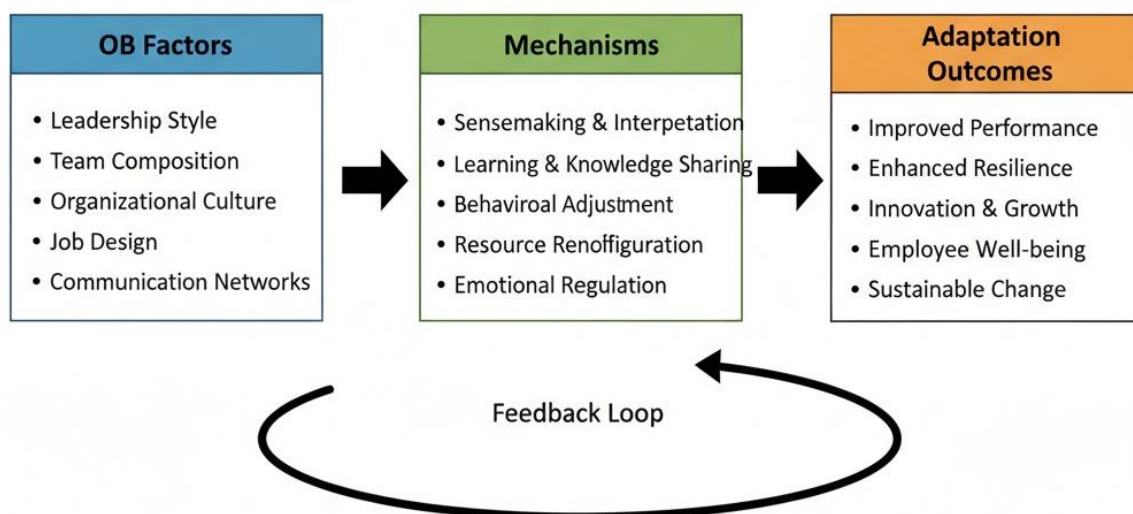 OB Factors
• Leadership Style
• Team Composition
• Organizational Culture
• Job Design
• Communication Networks
Mechanisms
• Sensemaking & Interpetation
• Learning & Knowledge Sharing
• Behaviroal Adjustment
• Resource Renoffiguration
• Emotional Regulation
Adaptation
Outcomes
• Improved Performance
• Enhanced Resilience
• Innovation & Growth
• Employee Well-being
• Sustainable Change
Feedback Loop